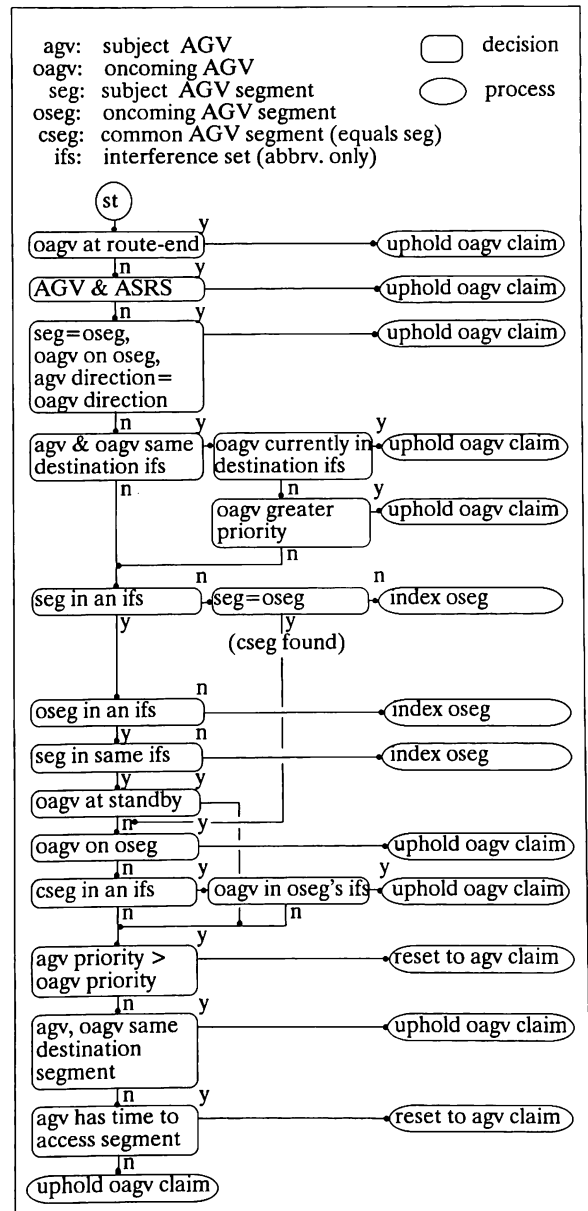 agv: subject AGV
oagv: oncoming AGV
seg: subject AGV segment
oseg: oncoming AGV segment
cseg: common AGV segment (equals seg)
ifs: interference set (abbrv. only)
decision
process
st
y
oagv at route-end
uphold oagv claim
n y
AGV & ASRS
uphold oagv claim
n y
seg=oseg,
oagv on oseg,
agv direction=
oagv direction
uphold oagv claim
n y y
agv & oagv same
destination ifs
oagv currently in
destination ifs
uphold oagv claim
n
n y
oagv greater
priority
uphold oagv claim
n
n n
seg in an ifs
seg=oseg
index oseg
y y
(cseg found)
n
oseg in an ifs
index oseg
y n
seg in same ifs
index oseg
y y
oagv at standby
n y
oagv on oseg
uphold oagv claim
n y y
cseg in an ifs
oagv in oseg's ifs
uphold oagv claim
n n
y
agv priority >
oagv priority
reset to agv claim
n y
agv, oagv same
destination
segment
uphold oagv claim
n y
agv has time to
access segment
reset to agv claim
n
uphold oagv claim